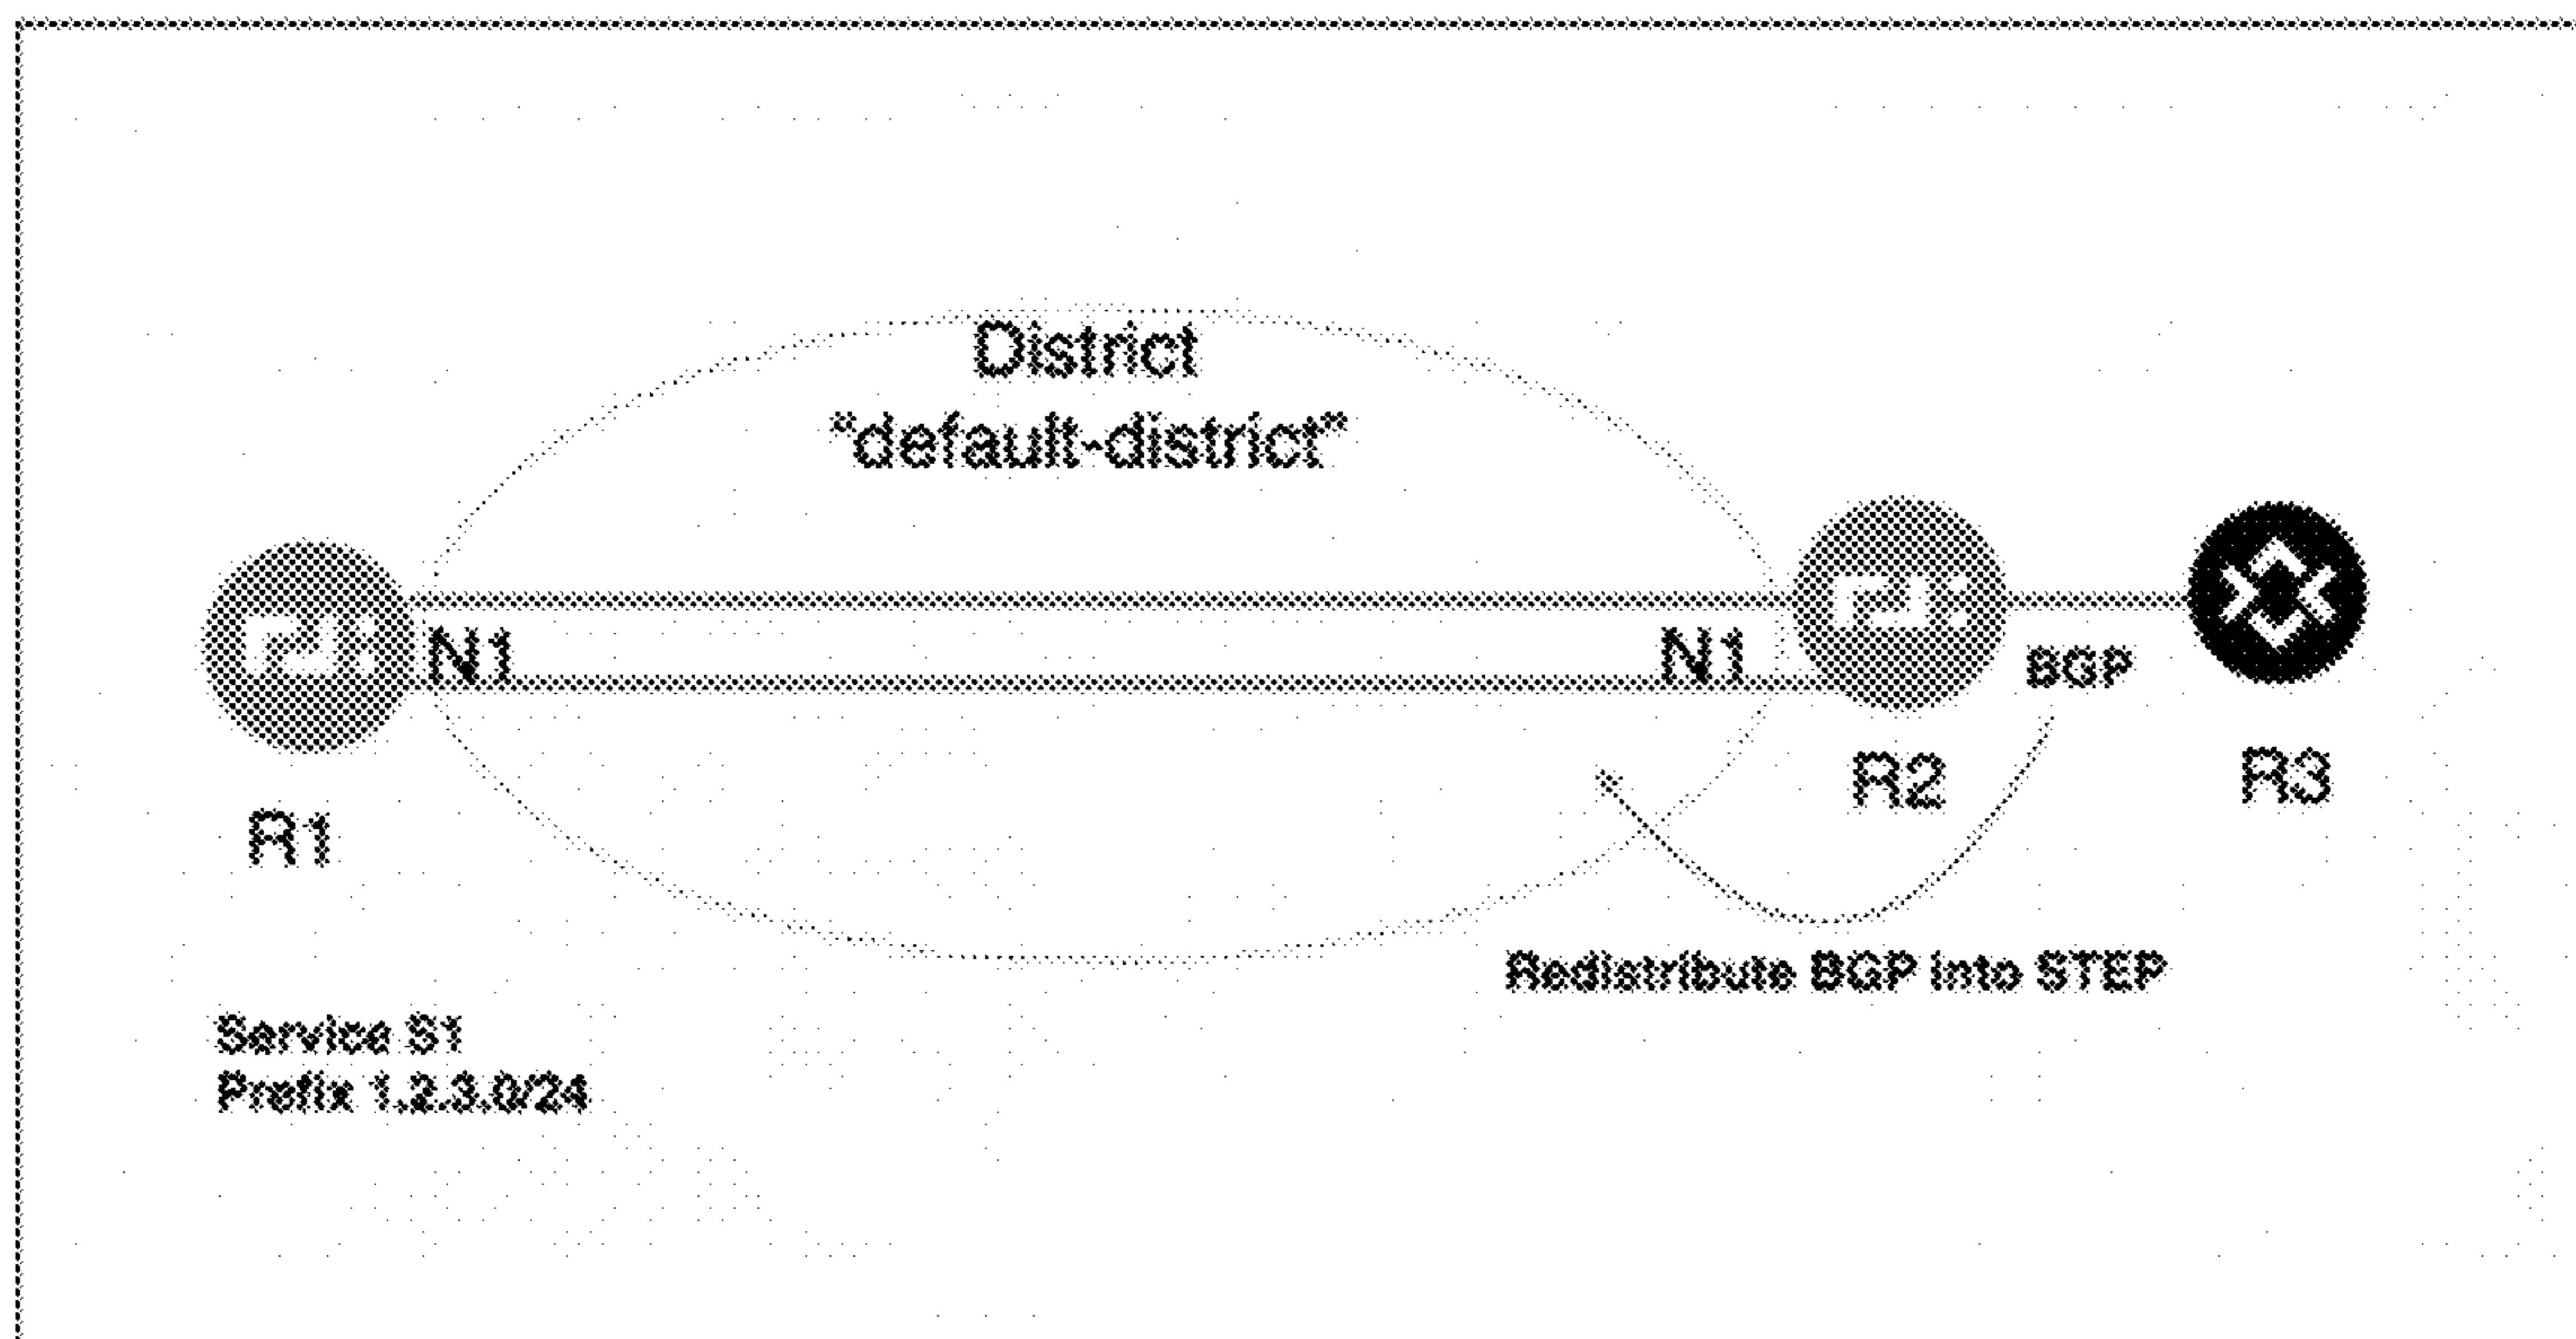 District
“default-district”
N1
N1
BGP
R1
R2
R3
Redistribute BGP into STEP
Service S1
Prefix 1.2.3.0/24